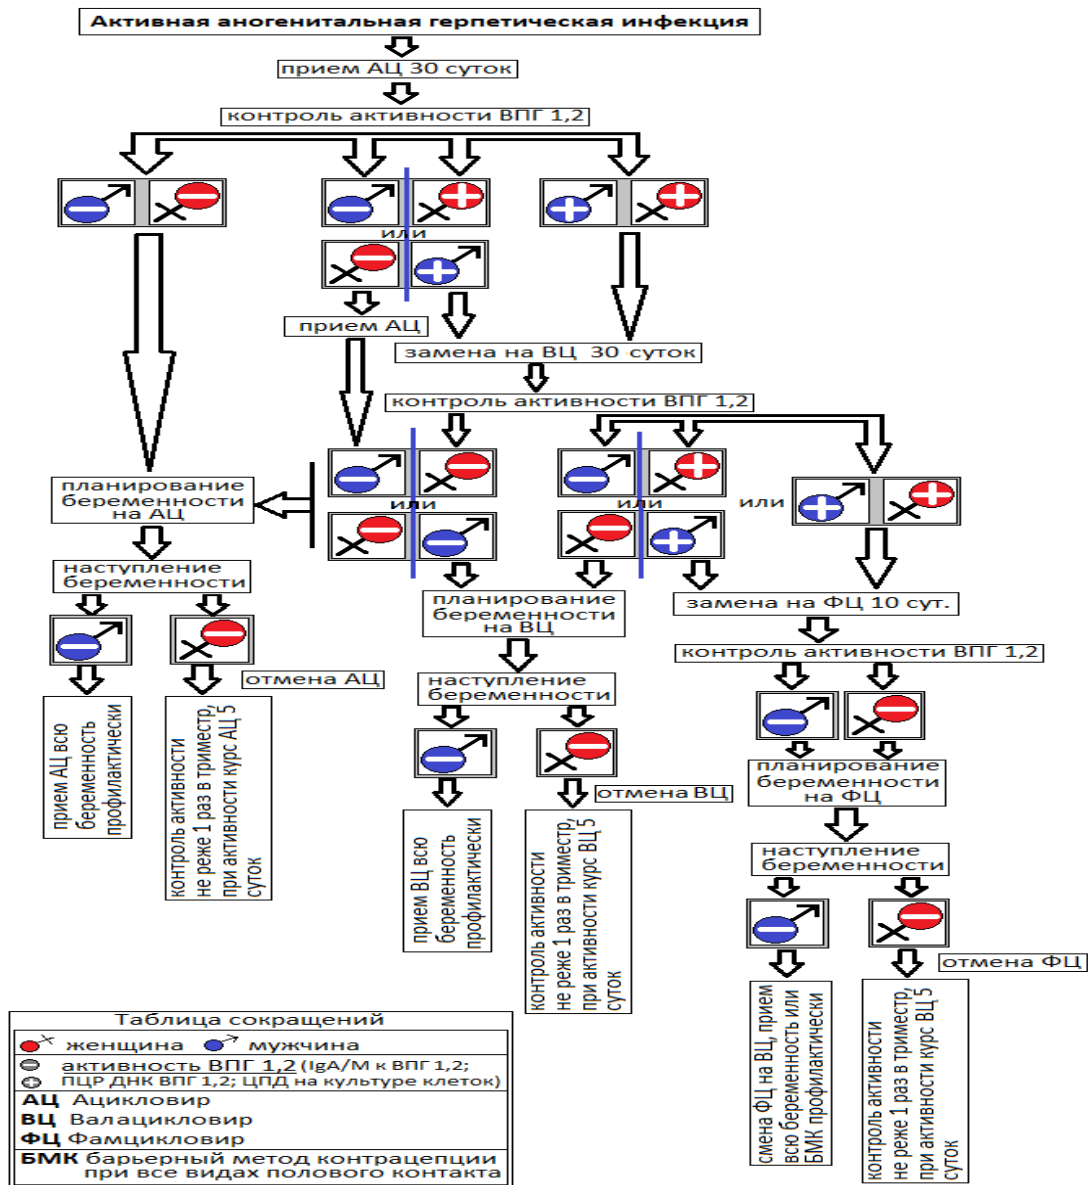 Активная аногенитальная герпетическая инфекция
прием АЦ 30 суток
контроль активности ВПГ 1,2
или
прием АЦ
замена на ВЦ 30 суток
контроль активности ВПГ 1,2
или
или
или
планирование
беременности
на АЦ
наступление
беременности
отмена АЦ
прием АЦ всю
беременность
профилактически
контроль активности
не реже 1 раз в триместр,
при активности курс АЦ 5
суток
планирование
беременности
на ВЦ
наступление
беременности
отмена ВЦ
прием ВЦ всю
беременность
профилактически
контроль активности
не реже 1 раз в триместр,
при активности курс ВЦ 5
суток
замена на ФЦ 10 сут.
контроль активности ВПГ 1,2
планирование
беременности
на ФЦ
наступление
беременности
отмена ФЦ
смена ФЦ на ВЦ, прием
всю беременность или
БМК профилактически
контроль активности
не реже 1 раз в триместр,
при активности курс ВЦ 5
суток
Таблица сокращений
женщина мужчина
активность ВПГ 1,2 (IgA/M к ВПГ 1,2;
ПЦР ДНК ВПГ 1,2; ЦПД на культуре клеток)
АЦ Ацикловир
ВЦ Валацикловир
ФЦ Фамцикловир
БМК барьерный метод контрацепции
при все видах полового контакта